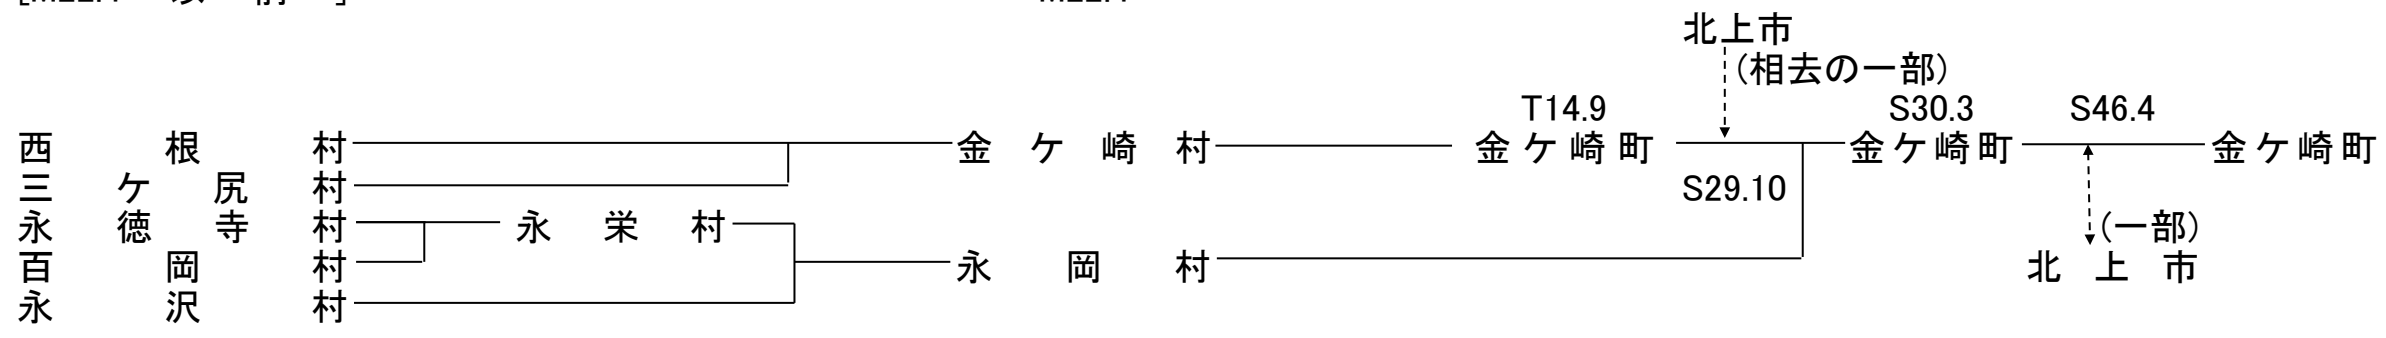 北上市
(相去の一部)
T14.9 S30.3 S46.4
西根村 金ケ崎村 金ケ崎町 金ケ崎町 金ケ崎町
三ケ尻村 S29.10
永徳寺村 永栄村 (一部)
百岡村 永岡村 北上市
永沢村